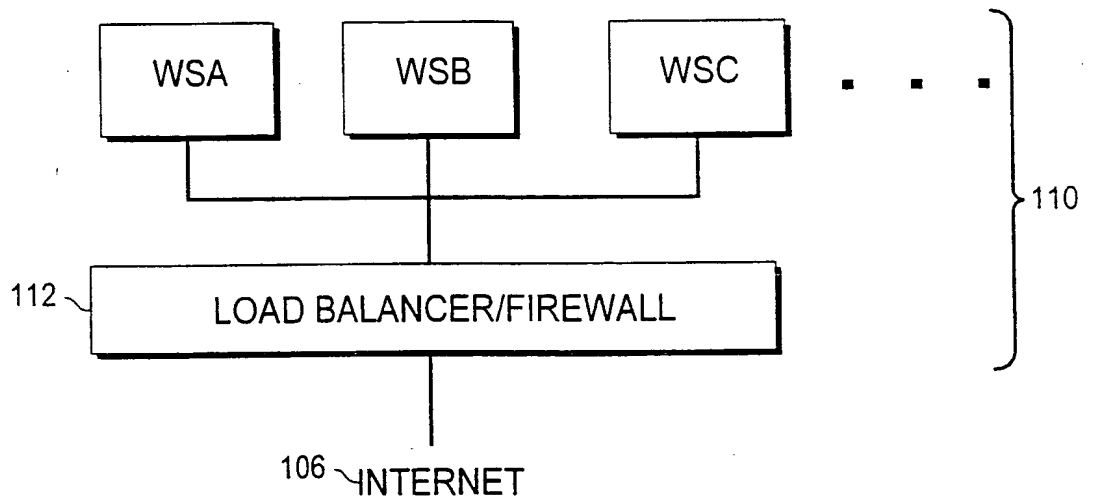 WSA
WSB
WSC
110
112
LOAD BALANCER/FIREWALL
106
INTERNET